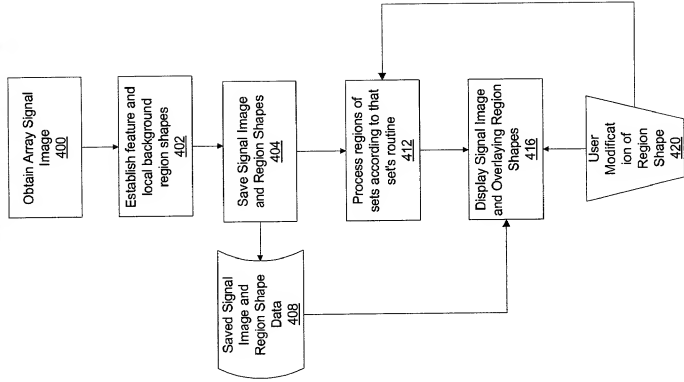 Obtain Array Signal
Image
400
Establish feature and
local background
region shapes
402
Save Signal Image
and Region Shapes
404
Saved Signal
Image and
Region Shape
Data
408
Process regions of
sets according to that
set's routine
412
Display Signal Image
and Overlaying Region
Shapes
416
User
Modificat
ion of
Region
Shape
420